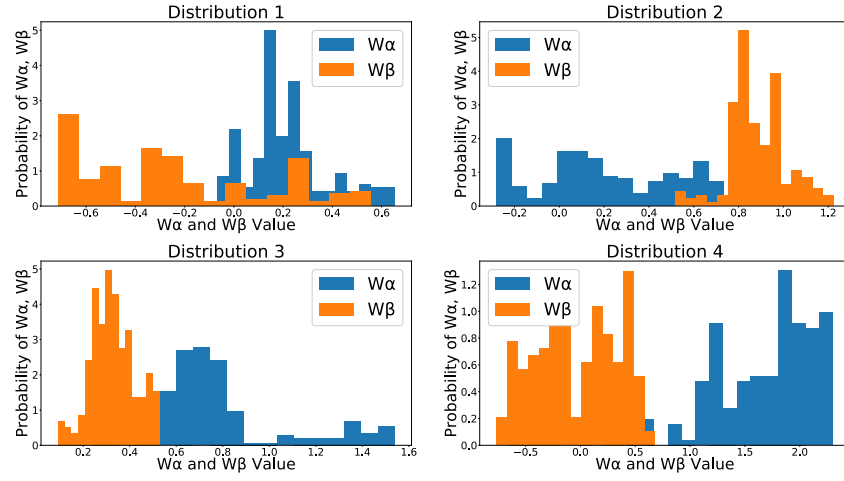 Distribution 1
Probability of Wα, Wβ
5
4
3
2
1
0
Wα
Wβ
−0.6 −0.4 −0.2 0.0 0.2 0.4 0.6
Wα and Wβ Value
Distribution 2
Probability of Wα, Wβ
5
4
3
2
1
0
Wα
Wβ
−0.2 0.0 0.2 0.4 0.6 0.8 1.0 1.2
Wα and Wβ Value
Distribution 3
Probability of Wα, Wβ
5
4
3
2
1
0
Wα
Wβ
0.2 0.4 0.6 0.8 1.0 1.2 1.4 1.6
Wα and Wβ Value
Distribution 4
Probability of Wα, Wβ
1.2
1.0
0.8
0.6
0.4
0.2
0.0
Wα
Wβ
−0.5 0.0 0.5 1.0 1.5 2.0
Wα and Wβ Value